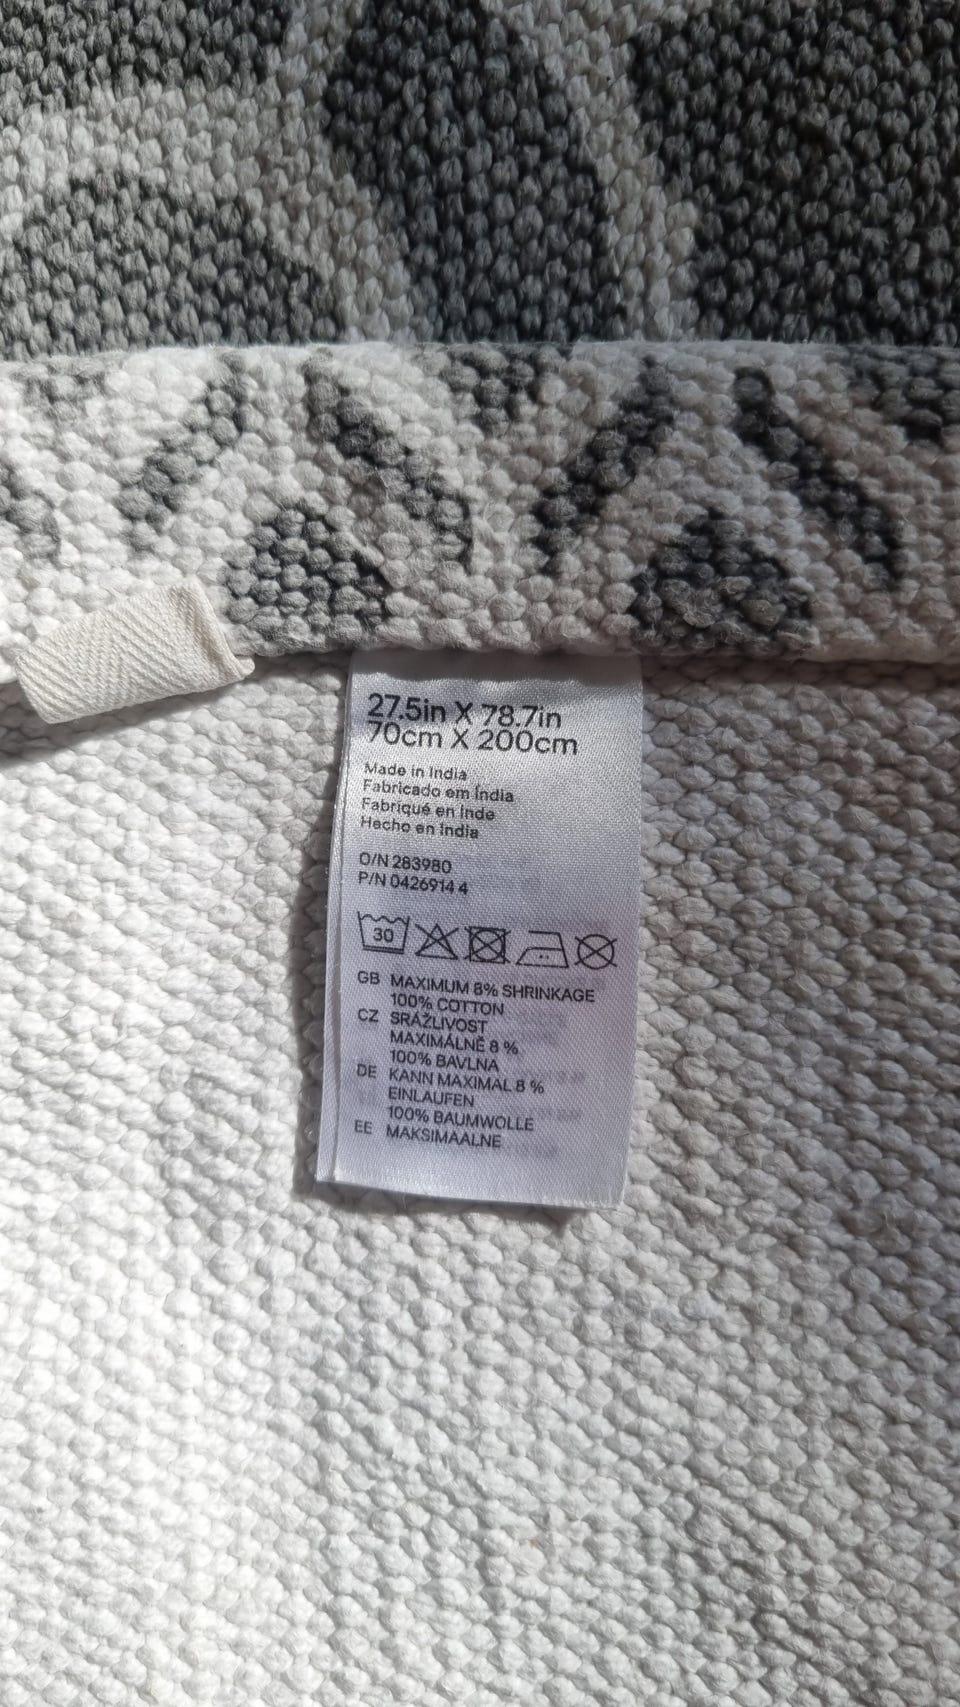 27.5in X 78.7in
70cm X 200cm
Made in India
Fabricado em Índia
Fabriqué en Inde
Hecho en India
O/N 283980
P/N 0426914 4
30
GB MAXIMUM 8% SHRINKAGE
100% COTTON
CZ SRÁŽLIVOST
MAXIMÁLNĚ 8 %
100% BAVLNA
DE KANN MAXIMAL 8 %
EINLAUFEN
100% BAUMWOLLE
EE MAKSIMAALNE